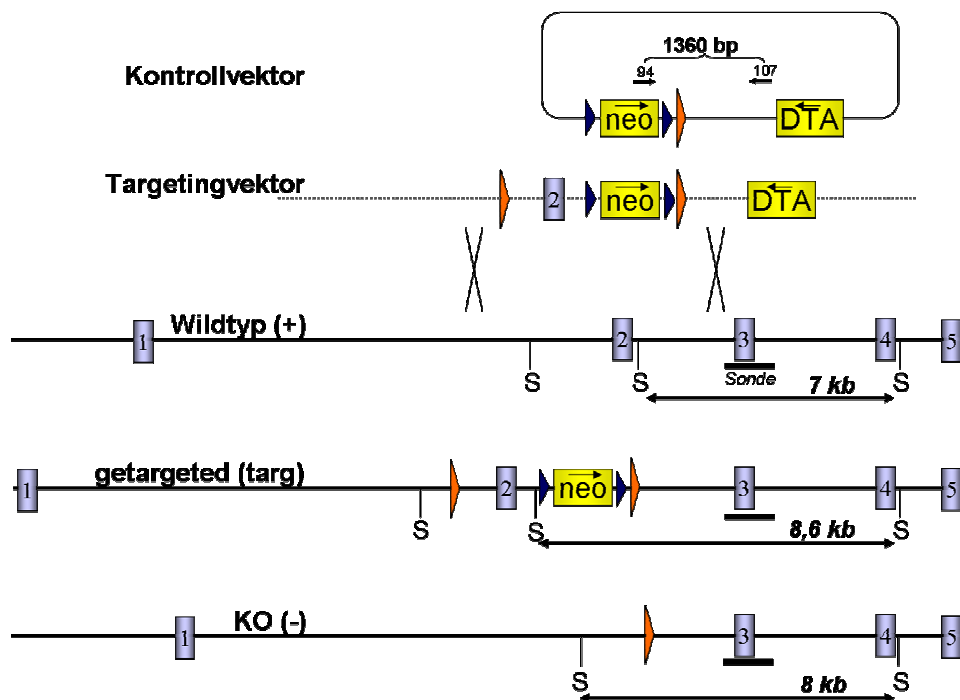 1360 bp
Kontrollvektor
94 107
neo DTA
Targetingvektor
2 neo DTA
Wildtyp (+)
1 2 3 4 5
S S Sonde S
7 kb
getargeted (targ)
1 2 neo 3 4 5
S S S
8,6 kb
KO (-)
1 3 4 5
S S
8 kb